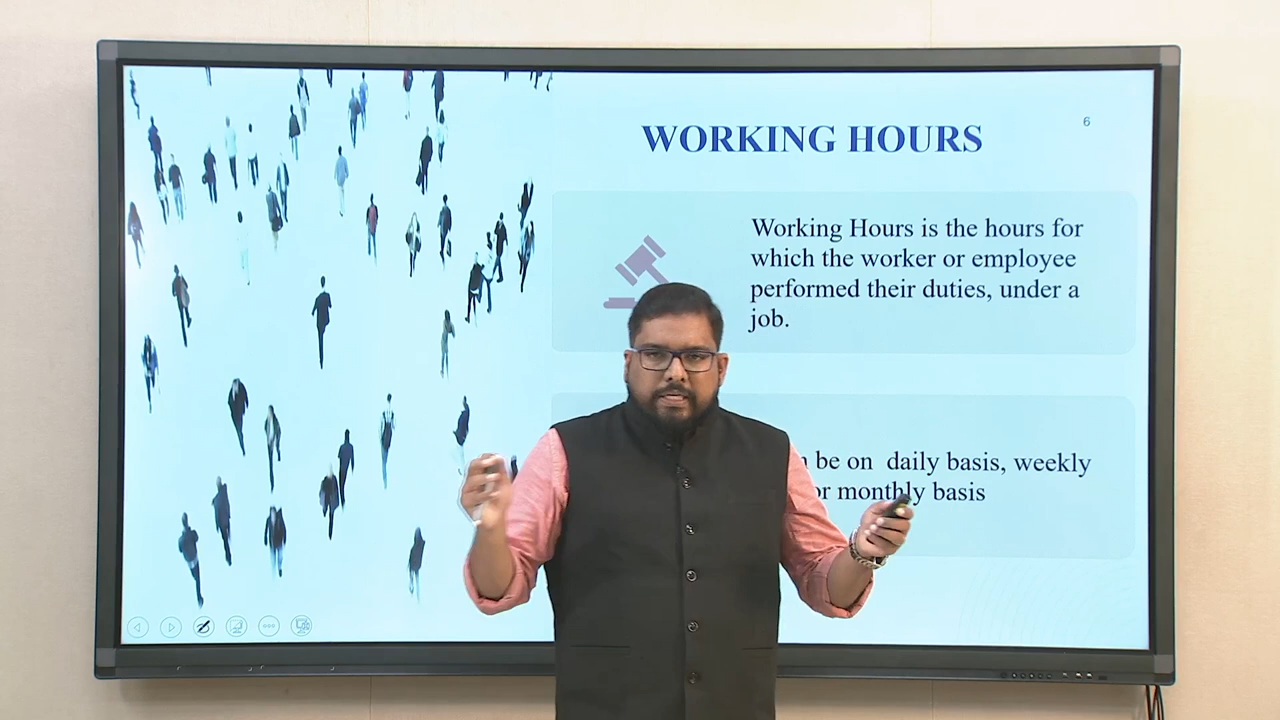 6
WORKING HOURS
Working Hours is the hours for
which the worker or employee
performed their duties, under a
job.
be on daily basis, weekly
or monthly basis